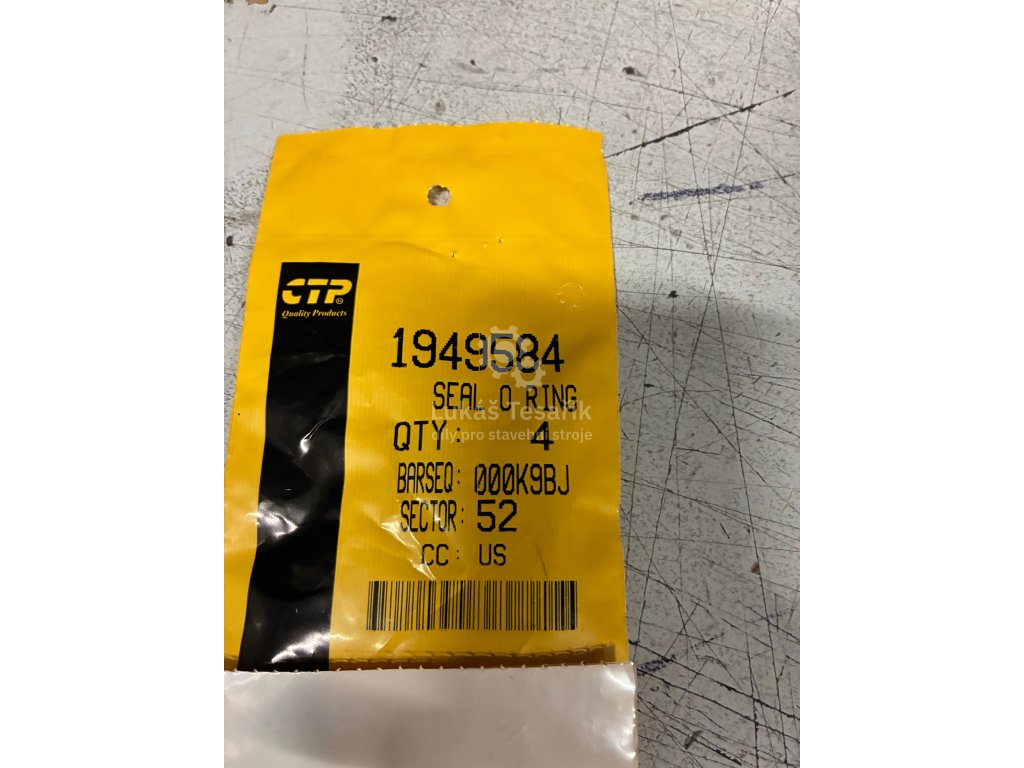 CTP
Quality Products
1949584
SEAL O RING
Lukáš Tesařík
QTY: 4
díly pro stavební stroje
BARSEQ: 000K9BJ
SECTOR: 52
CC: US